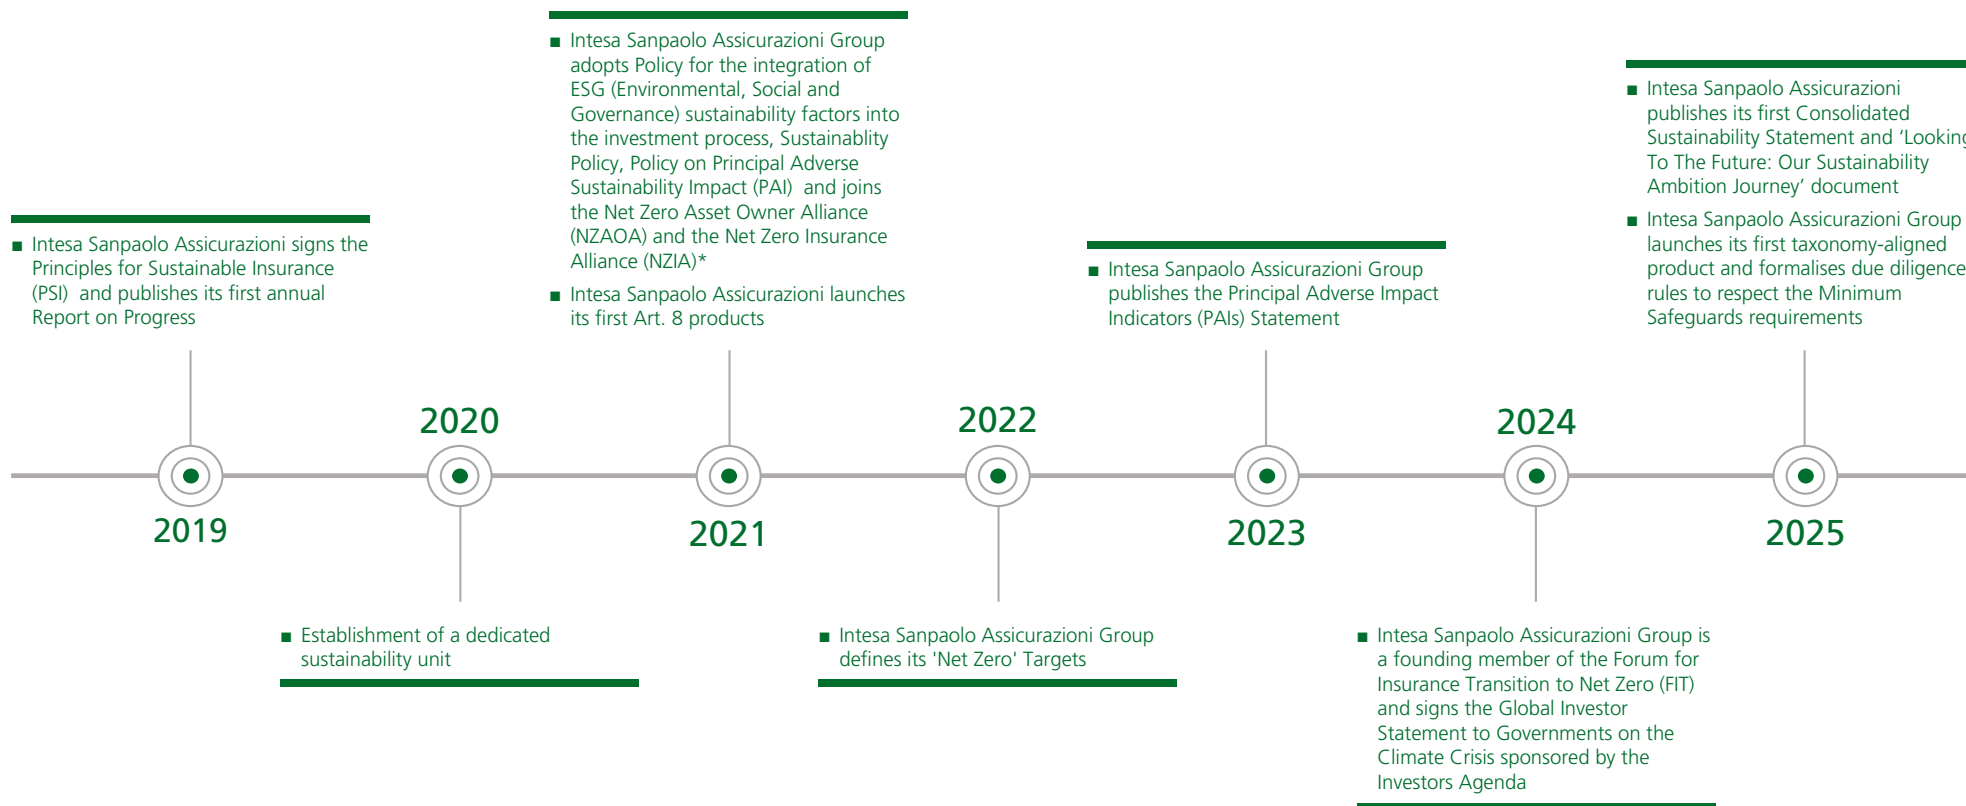 ■ Intesa Sanpaolo Assicurazioni signs the
Principles for Sustainable Insurance
(PSI) and publishes its first annual
Report on Progress
2019
2020
■ Establishment of a dedicated
sustainability unit
■ Intesa Sanpaolo Assicurazioni Group
adopts Policy for the integration of
ESG (Environmental, Social and
Governance) sustainability factors into
the investment process, Sustainablity
Policy, Policy on Principal Adverse
Sustainability Impact (PAI) and joins
the Net Zero Asset Owner Alliance
(NZAOA) and the Net Zero Insurance
Alliance (NZIA)*
■ Intesa Sanpaolo Assicurazioni launches
its first Art. 8 products
2021
2022
■ Intesa Sanpaolo Assicurazioni Group
defines its 'Net Zero' Targets
■ Intesa Sanpaolo Assicurazioni Group
publishes the Principal Adverse Impact
Indicators (PAIs) Statement
2023
2024
■ Intesa Sanpaolo Assicurazioni Group is
a founding member of the Forum for
Insurance Transition to Net Zero (FIT)
and signs the Global Investor
Statement to Governments on the
Climate Crisis sponsored by the
Investors Agenda
■ Intesa Sanpaolo Assicurazioni
publishes its first Consolidated
Sustainability Statement and ‘Looking
To The Future: Our Sustainability
Ambition Journey’ document
■ Intesa Sanpaolo Assicurazioni Group
launches its first taxonomy-aligned
product and formalises due diligence
rules to respect the Minimum
Safeguards requirements
2025